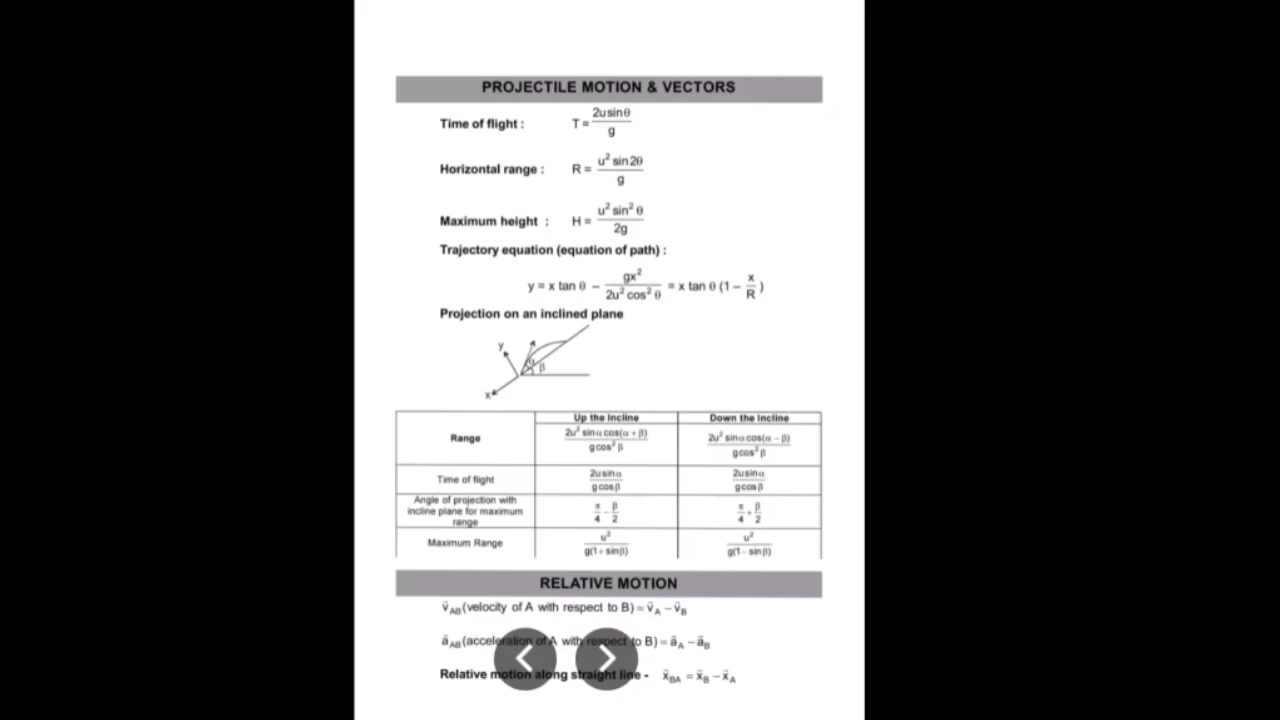 PROJECTILE MOTION & VECTORS
Time of flight : T = 2u sinθ / g
Horizontal range : R = u² sin 2θ / g
Maximum height : H = u² sin² θ / 2g
Trajectory equation (equation of path) :
y = x tan θ − gx² / 2u² cos² θ = x tan θ (1 − x / R )
Projection on an inclined plane
y
α
β
x
Up the Incline Down the Incline
Range 2u² sinα cos(α + β) / g cos² β 2u² sinα cos(α − β) / g cos² β
Time of flight 2u sinα / g cosβ 2u sinα / g cosβ
Angle of projection with
incline plane for maximum
range π/4 − β/2 π/4 + β/2
Maximum Range u² / g(1 + sinβ) u² / g(1 − sinβ)
RELATIVE MOTION
v⃗AB (velocity of A with respect to B) = v⃗A − v⃗B
a⃗AB (acceleration of A with respect to B) = a⃗A − a⃗B
Relative motion along straight line - x⃗BA = x⃗B − x⃗A